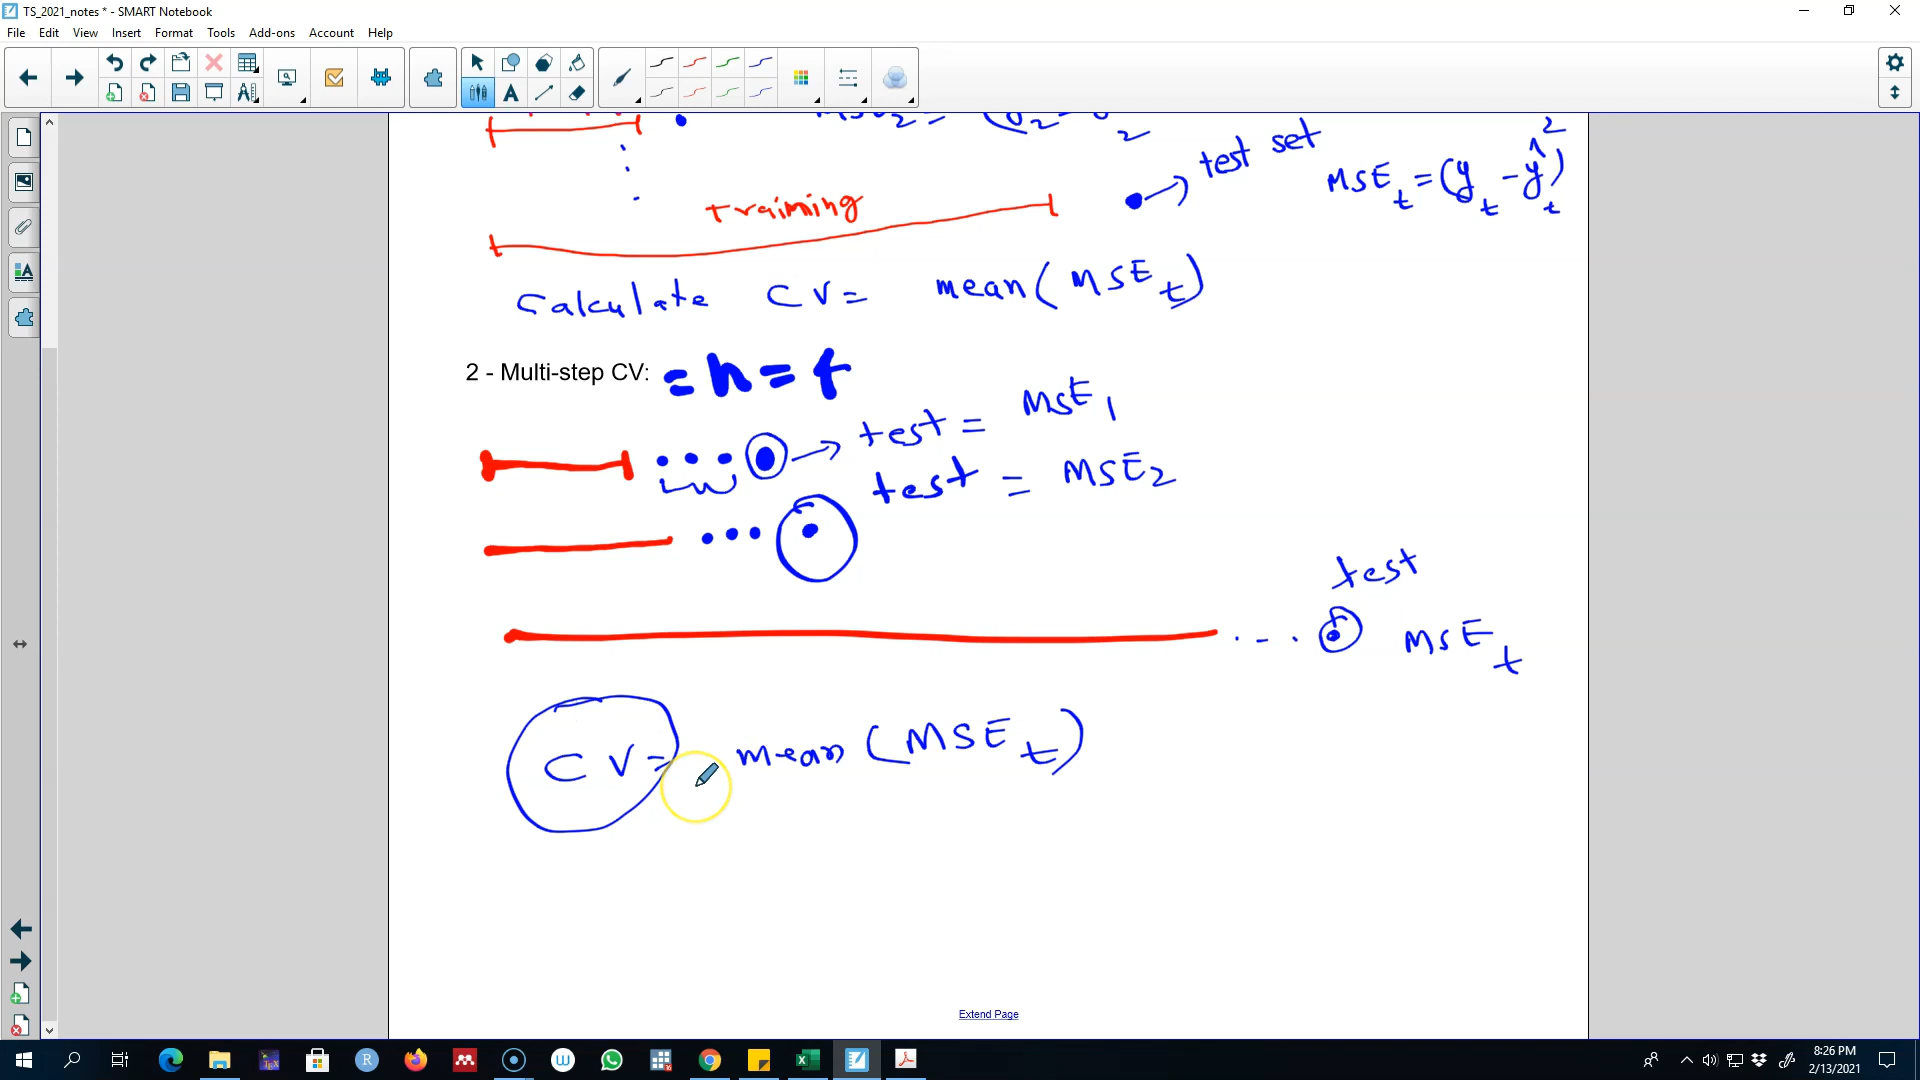 TS_2021_notes * - SMART Notebook
File Edit View Insert Format Tools Add-ons Account Help
test set
MSE_t = (y_t - ŷ_t)^2
training
Calculate CV = mean(MSE_t)
2 - Multi-step CV: = h = 4
test = MSE_1
test = MSE_2
test
MSE_t
CV = mean(MSE_t)
Extend Page
8:26 PM
2/13/2021